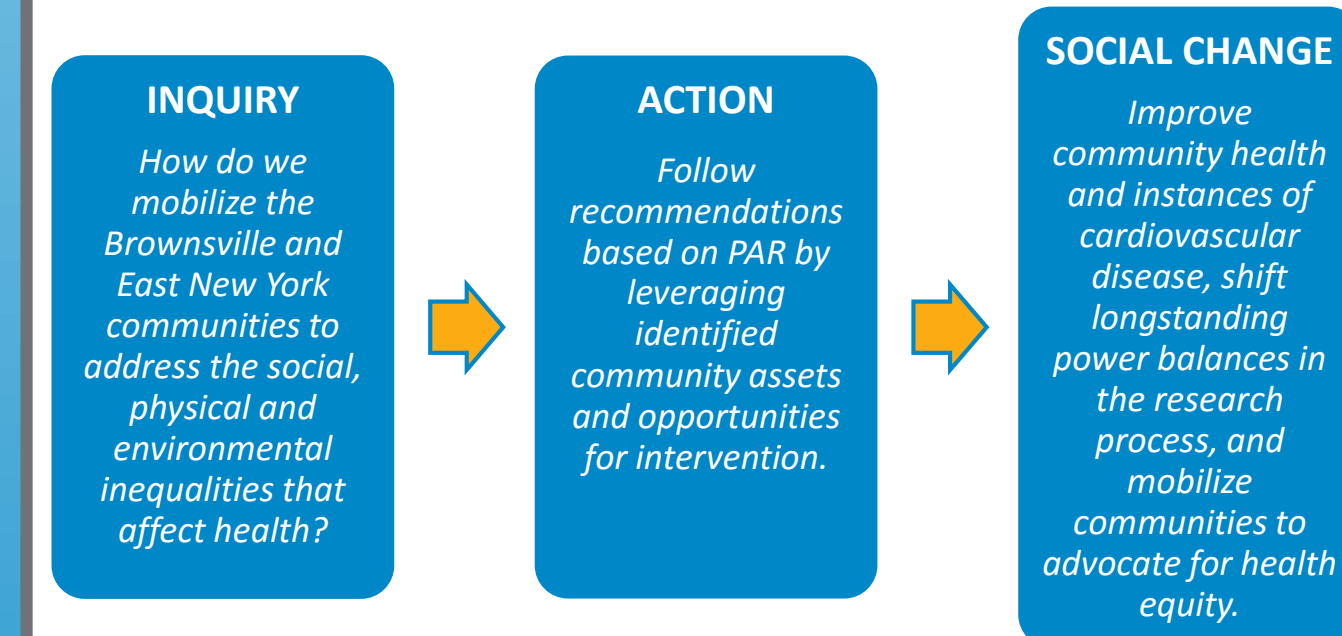 INQUIRY
How do we
mobilize the
Brownsville and
East New York
communities to
address the social,
physical and
environmental
inequalities that
affect health?
ACTION
Follow
recommendations
based on PAR by
leveraging
identified
community assets
and opportunities
for intervention.
SOCIAL CHANGE
Improve
community health
and instances of
cardiovascular
disease, shift
longstanding
power balances in
the research
process, and
mobilize
communities to
advocate for health
equity.